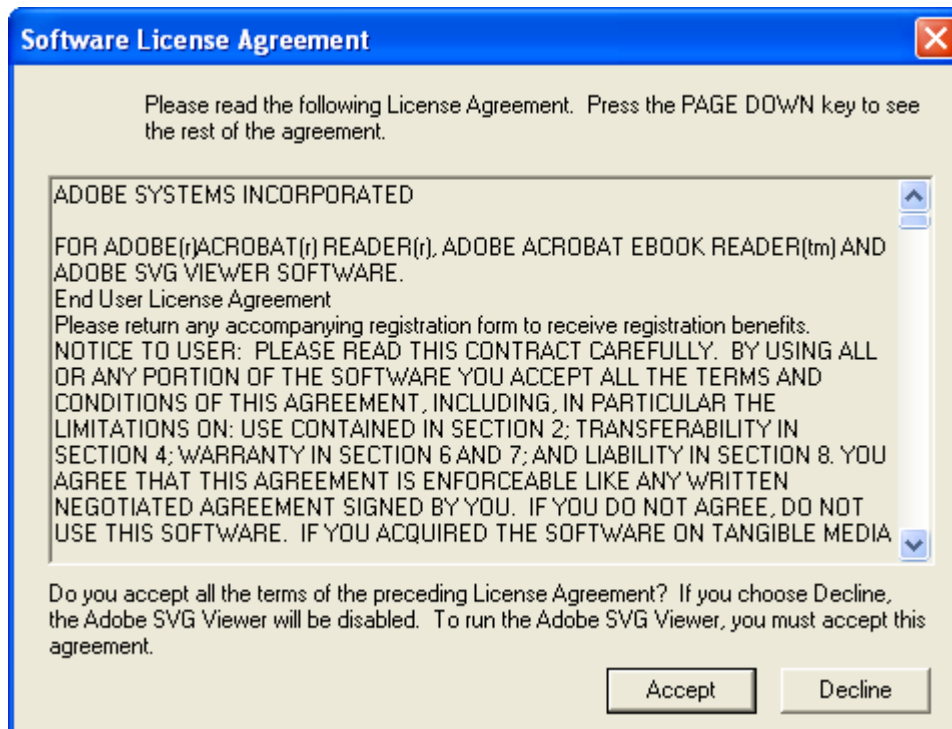 Software License Agreement
Please read the following License Agreement.  Press the PAGE DOWN key to see
the rest of the agreement.
ADOBE SYSTEMS INCORPORATED
FOR ADOBE(r)ACROBAT(r) READER(r), ADOBE ACROBAT EBOOK READER(tm) AND
ADOBE SVG VIEWER SOFTWARE.
End User License Agreement
Please return any accompanying registration form to receive registration benefits.
NOTICE TO USER:  PLEASE READ THIS CONTRACT CAREFULLY.  BY USING ALL
OR ANY PORTION OF THE SOFTWARE YOU ACCEPT ALL THE TERMS AND
CONDITIONS OF THIS AGREEMENT, INCLUDING, IN PARTICULAR THE
LIMITATIONS ON: USE CONTAINED IN SECTION 2; TRANSFERABILITY IN
SECTION 4; WARRANTY IN SECTION 6 AND 7; AND LIABILITY IN SECTION 8. YOU
AGREE THAT THIS AGREEMENT IS ENFORCEABLE LIKE ANY WRITTEN
NEGOTIATED AGREEMENT SIGNED BY YOU.  IF YOU DO NOT AGREE, DO NOT
USE THIS SOFTWARE.  IF YOU ACQUIRED THE SOFTWARE ON TANGIBLE MEDIA
Do you accept all the terms of the preceding License Agreement?  If you choose Decline,
the Adobe SVG Viewer will be disabled.  To run the Adobe SVG Viewer, you must accept this
agreement.
Accept
Decline